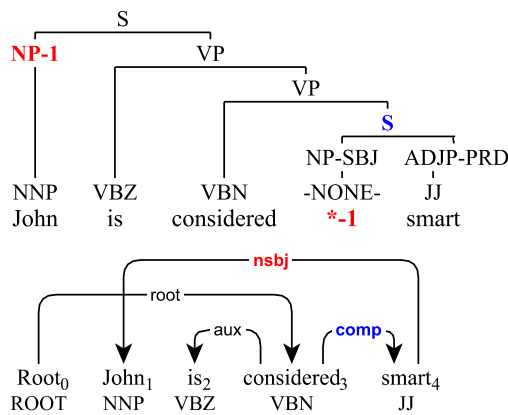 S
NP-1 VP
VP
S
NP-SBJ ADJP-PRD
NNP VBZ VBN -NONE- JJ
John is considered *-1 smart
nsbj
root
aux comp
Root0 John1 is2 considered3 smart4
ROOT NNP VBZ VBN JJ